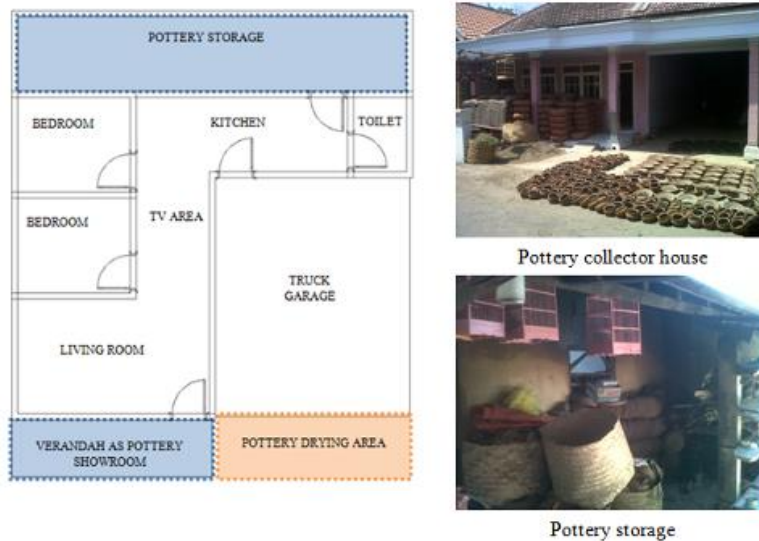 POTTERY STORAGE
BEDROOM
KITCHEN
TOILET
BEDROOM
TV AREA
TRUCK
GARAGE
LIVING ROOM
VERANDAH AS POTTERY
SHOWROOM
POTTERY DRYING AREA
Pottery collector house
Pottery storage